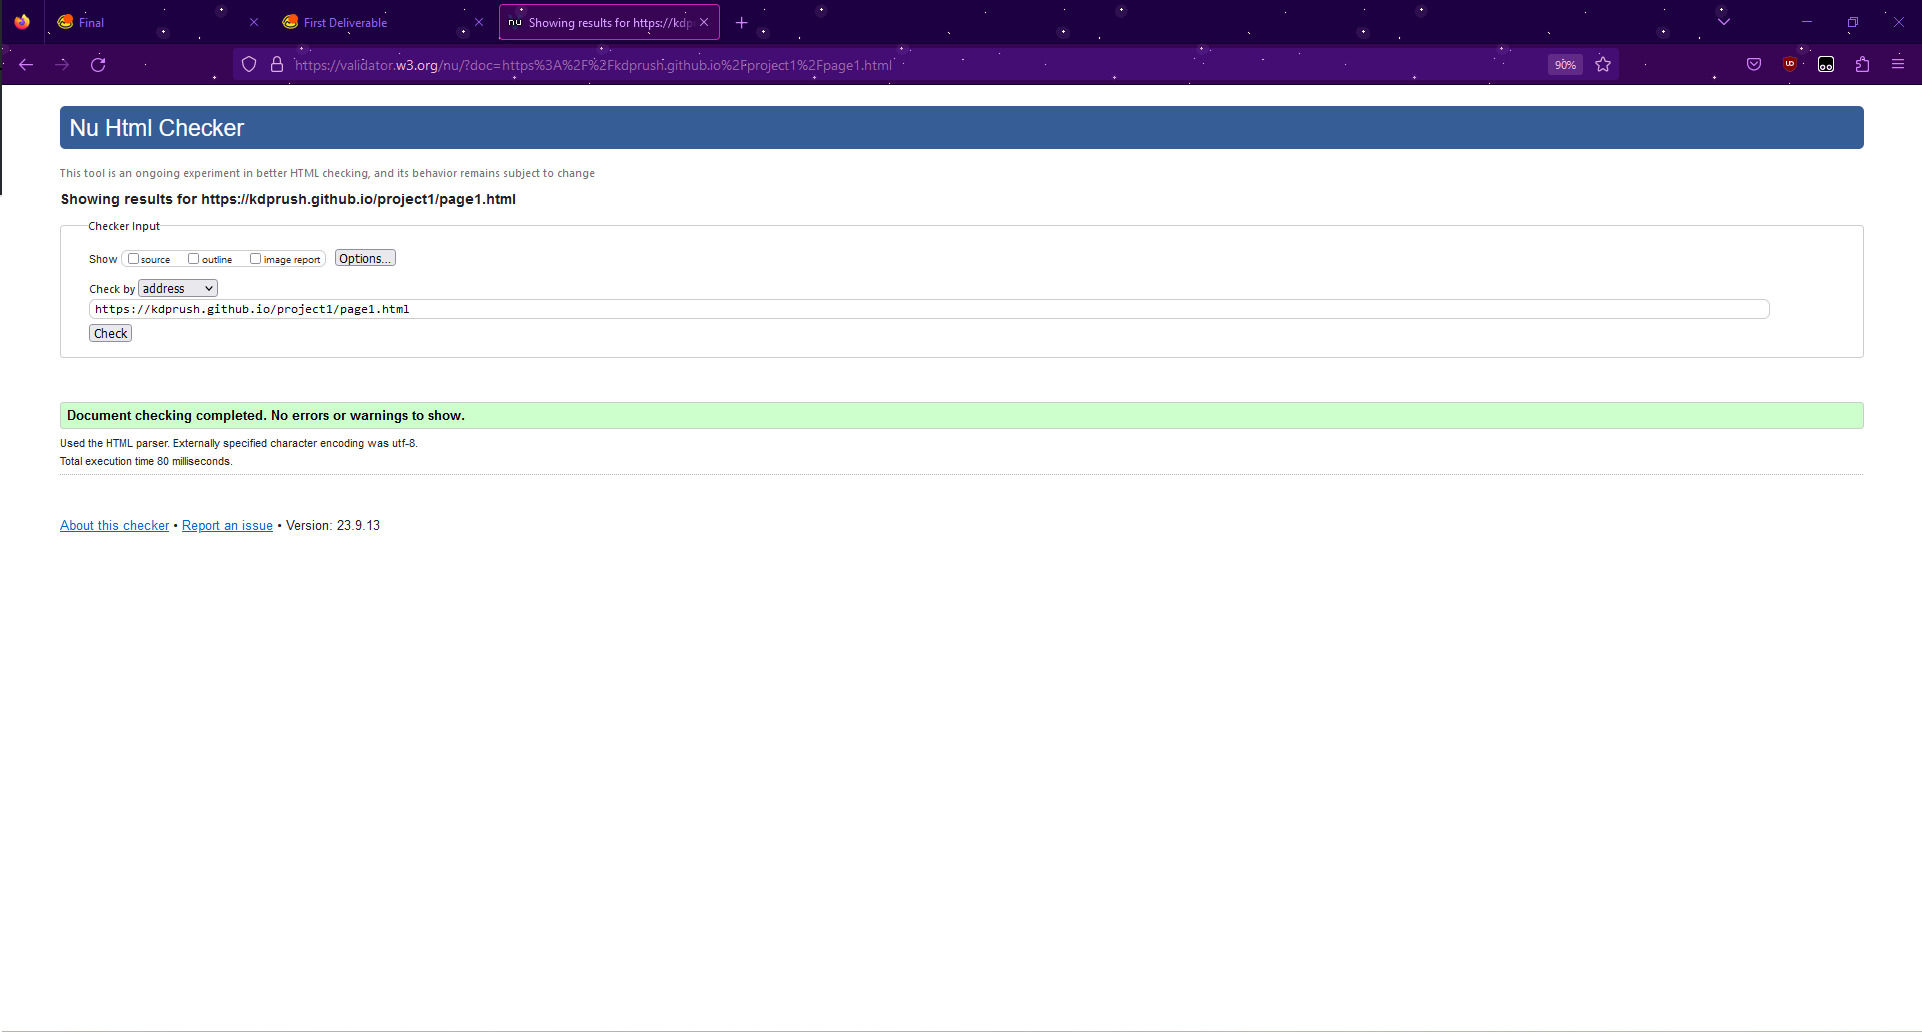 Final
First Deliverable
nu Showing results for https://kdp
https://validator.w3.org/nu/?doc=https%3A%2F%2Fkdprush.github.io%2Fproject1%2Fpage1.html
90%
Nu Html Checker
This tool is an ongoing experiment in better HTML checking, and its behavior remains subject to change
Showing results for https://kdprush.github.io/project1/page1.html
Checker Input
Show source outline image report Options...
Check by address
https://kdprush.github.io/project1/page1.html
Check
Document checking completed. No errors or warnings to show.
Used the HTML parser. Externally specified character encoding was utf-8.
Total execution time 80 milliseconds.
About this checker • Report an issue • Version: 23.9.13